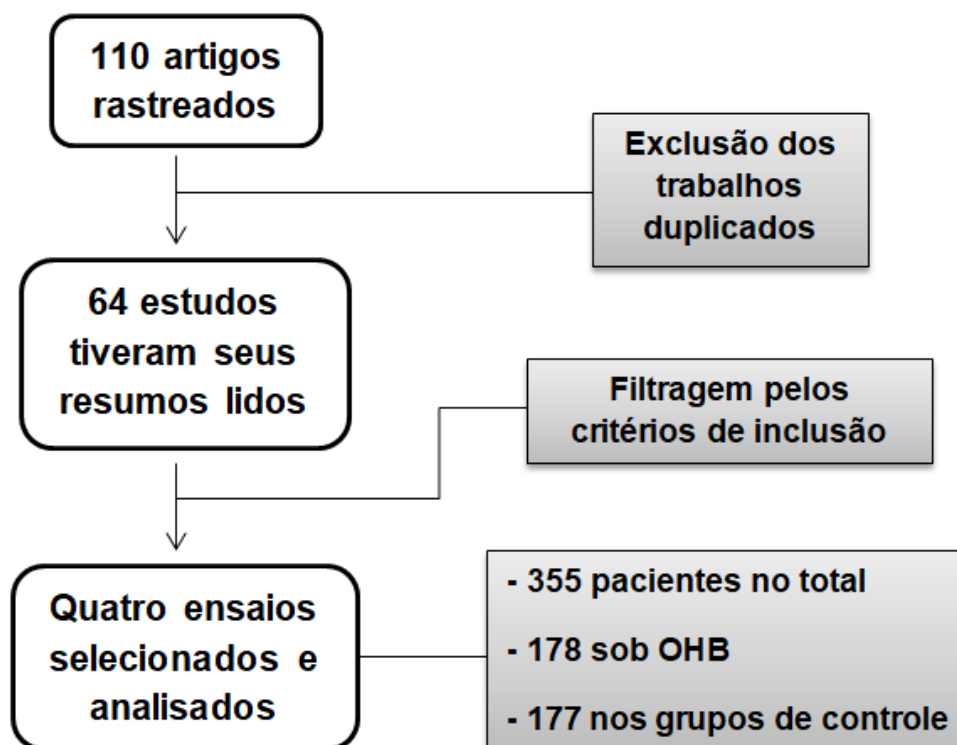 110 artigos
rastreados
Exclusão dos
trabalhos
duplicados
64 estudos
tiveram seus
resumos lidos
Filtragem pelos
critérios de inclusão
Quatro ensaios
selecionados e
analisados
- 355 pacientes no total
- 178 sob OHB
- 177 nos grupos de controle